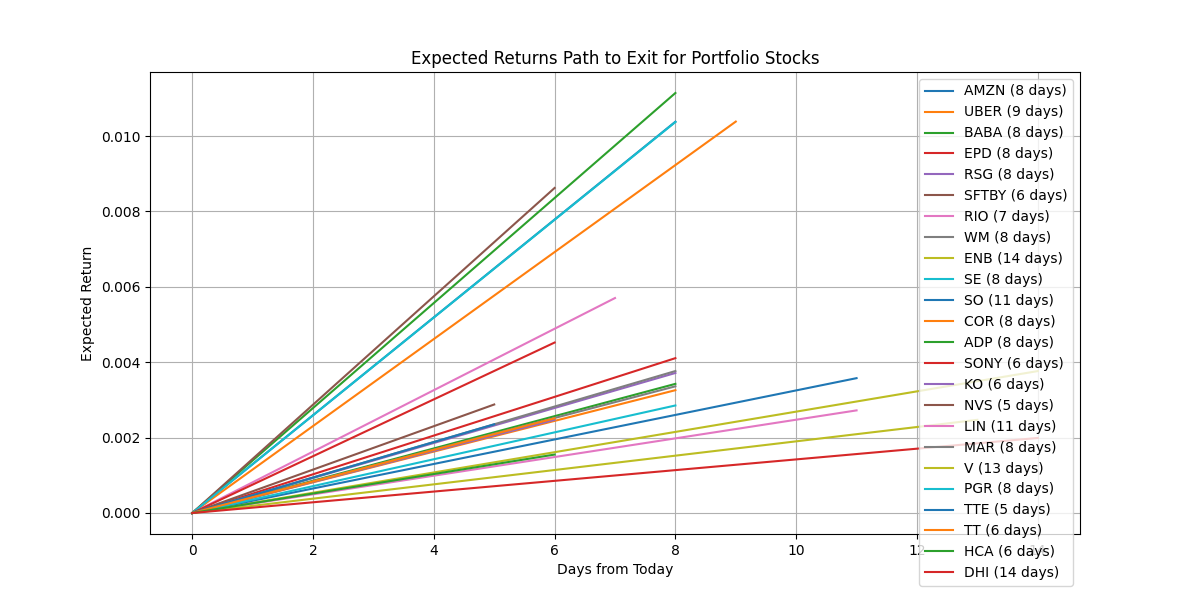 Expected Returns Path to Exit for Portfolio Stocks
Expected Return
0.010
0.008
0.006
0.004
0.002
0.000
0
2
4
6
8
10
12
14
Days from Today
AMZN (8 days)
UBER (9 days)
BABA (8 days)
EPD (8 days)
RSG (8 days)
SFTBY (6 days)
RIO (7 days)
WM (8 days)
ENB (14 days)
SE (8 days)
SO (11 days)
COR (8 days)
ADP (8 days)
SONY (6 days)
KO (6 days)
NVS (5 days)
LIN (11 days)
MAR (8 days)
V (13 days)
PGR (8 days)
TTE (5 days)
TT (6 days)
HCA (6 days)
DHI (14 days)